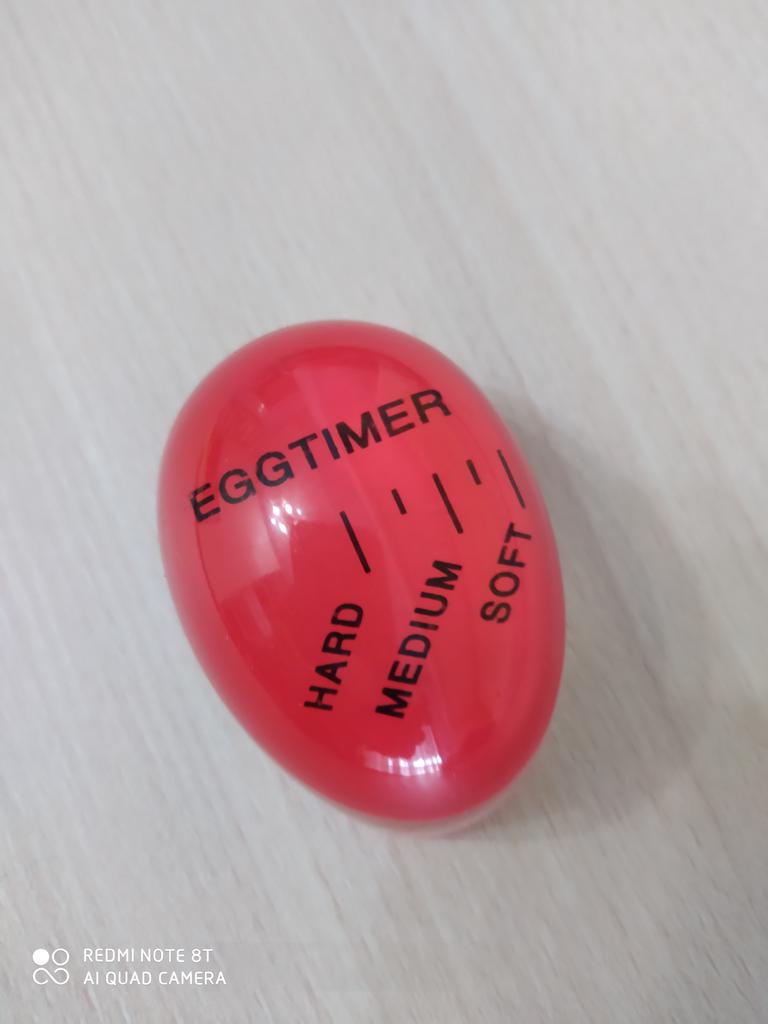 EGGTIMER
HARD
MEDIUM
SOFT
REDMI NOTE 8T
AI QUAD CAMERA